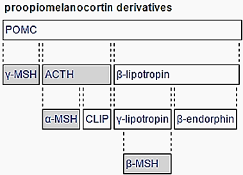 proopiomelanocortin derivatives
POMC
γ-MSH ACTH β-lipotropin
α-MSH CLIP γ-lipotropin β-endorphin
β-MSH